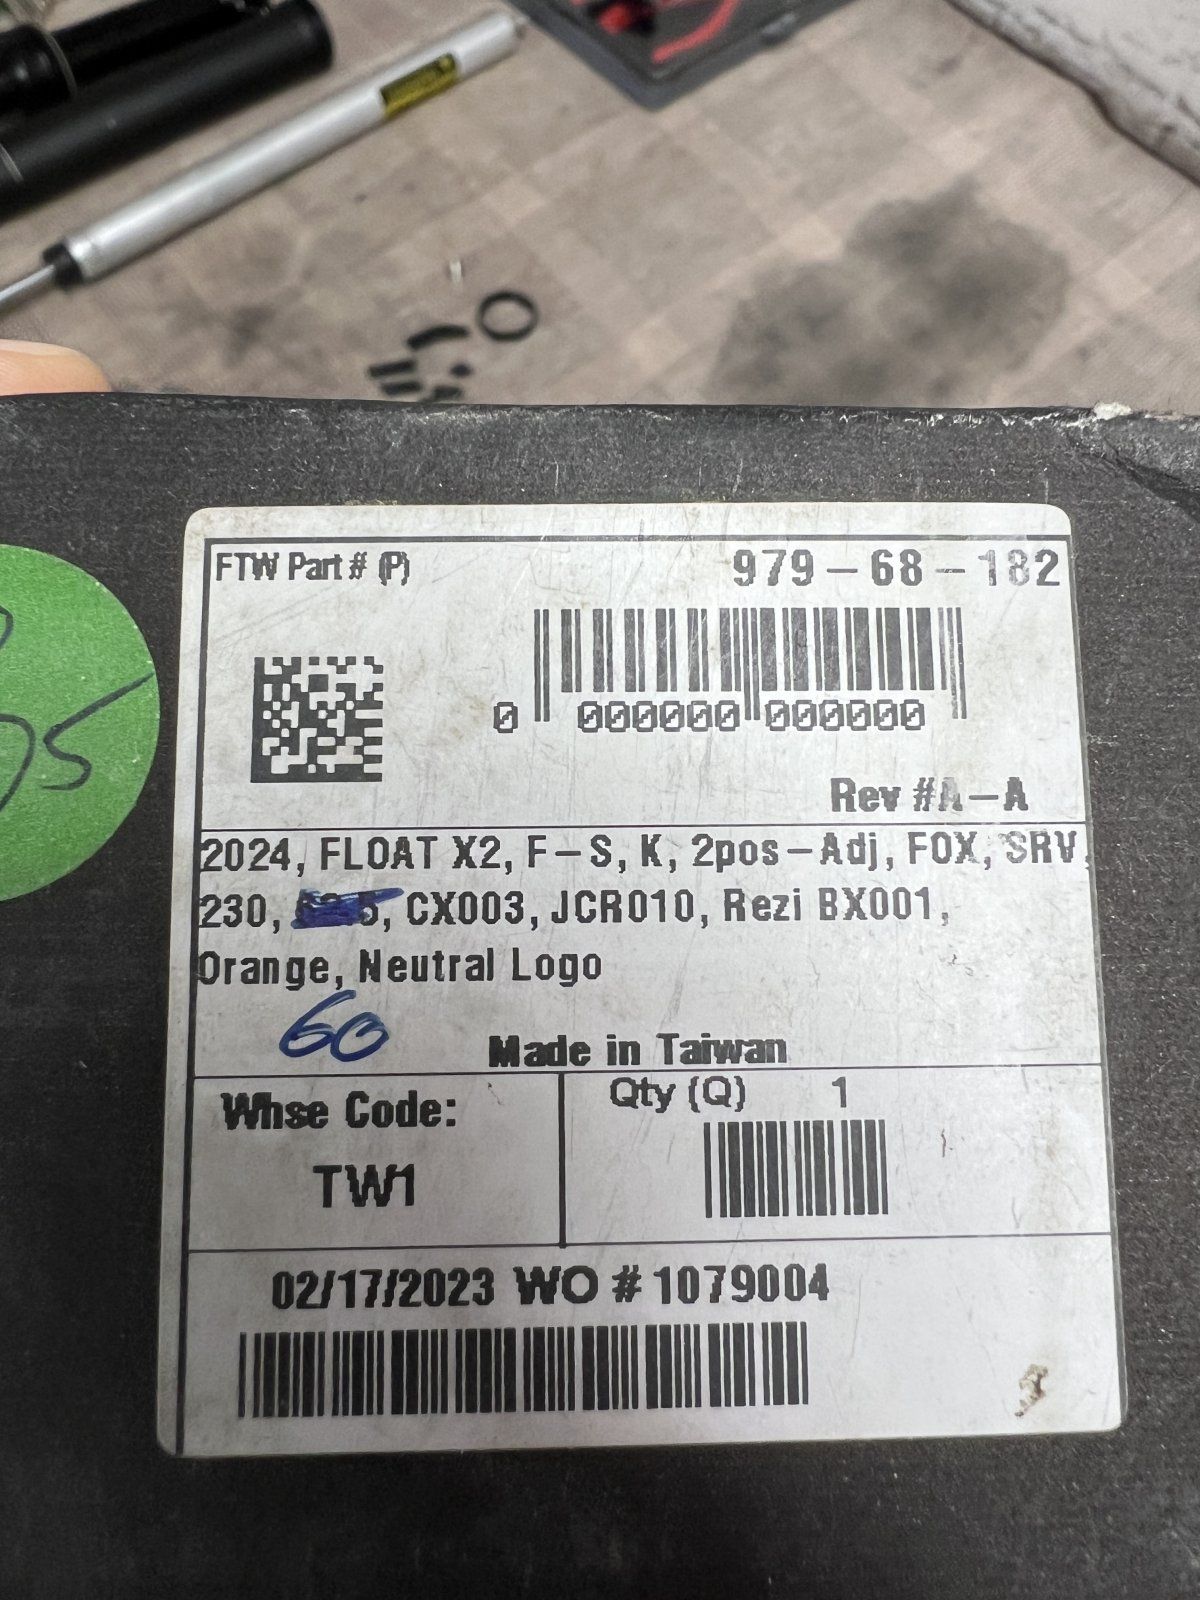 FTW Part # (P)
979-68-182
0 000000 000000
Rev #A-A
2024, FLOAT X2, F-S, K, 2pos-Adj, FOX, SRV,
230, CX003, JCR010, Rezi BX001,
Orange, Neutral Logo
60
Made in Taiwan
Whse Code:
TW1
Qty (Q) 1
02/17/2023 WO # 1079004